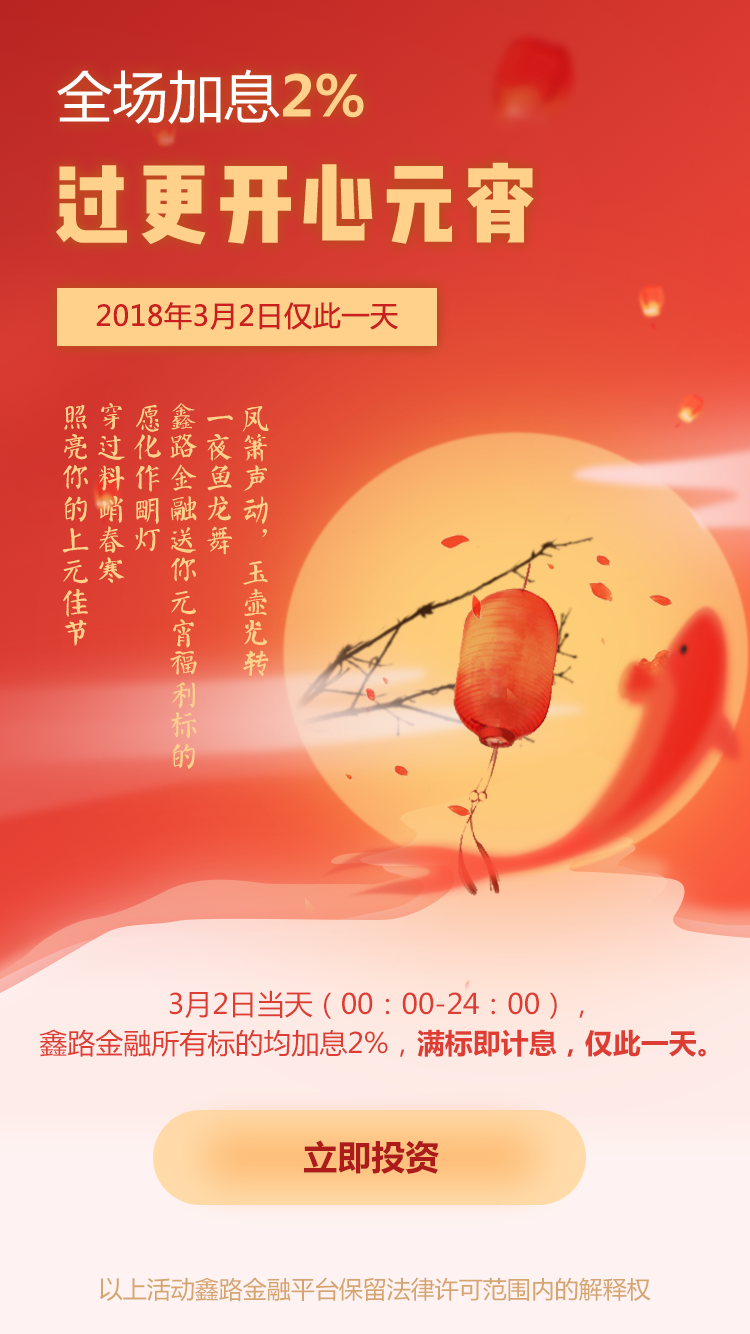 全场加息2%
过更开心元宵
2018年3月2日仅此一天
凤箫声动，玉壶光转
一夜鱼龙舞
鑫路金融送你元宵福利标的
愿化作明灯
穿过料峭春寒
照亮你的上元佳节
3月2日当天（00：00-24：00），
鑫路金融所有标的均加息2%，满标即计息，仅此一天。
立即投资
以上活动鑫路金融平台保留法律许可范围内的解释权